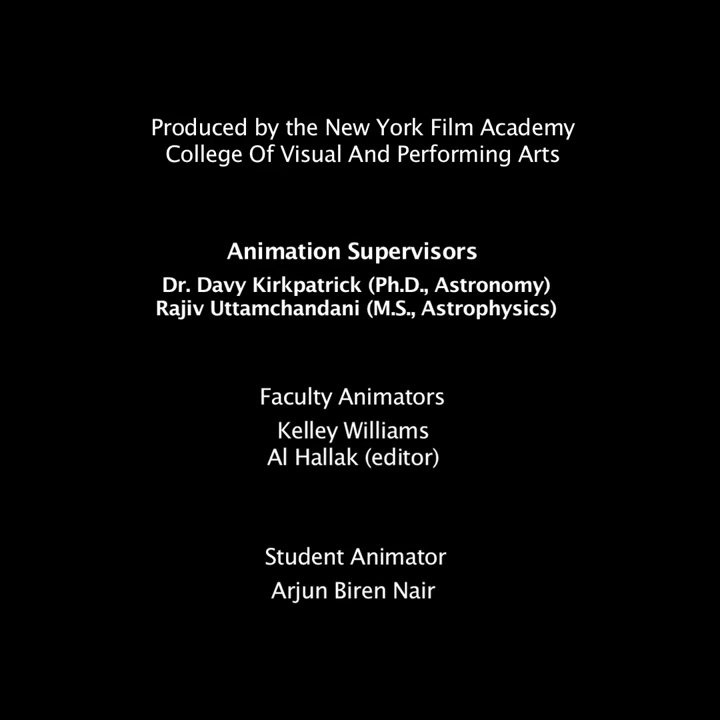 Produced by the New York Film Academy
College Of Visual And Performing Arts
Animation Supervisors
Dr. Davy Kirkpatrick (Ph.D., Astronomy)
Rajiv Uttamchandani (M.S., Astrophysics)
Faculty Animators
Kelley Williams
Al Hallak (editor)
Student Animator
Arjun Biren Nair